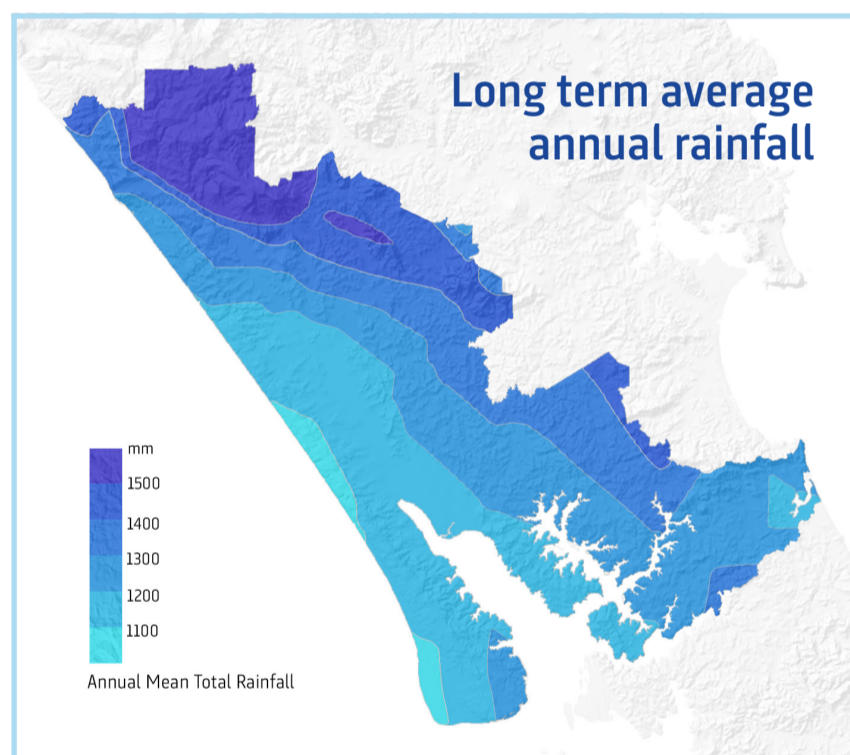 Long term average
annual rainfall
mm
1500
1400
1300
1200
1100
Annual Mean Total Rainfall